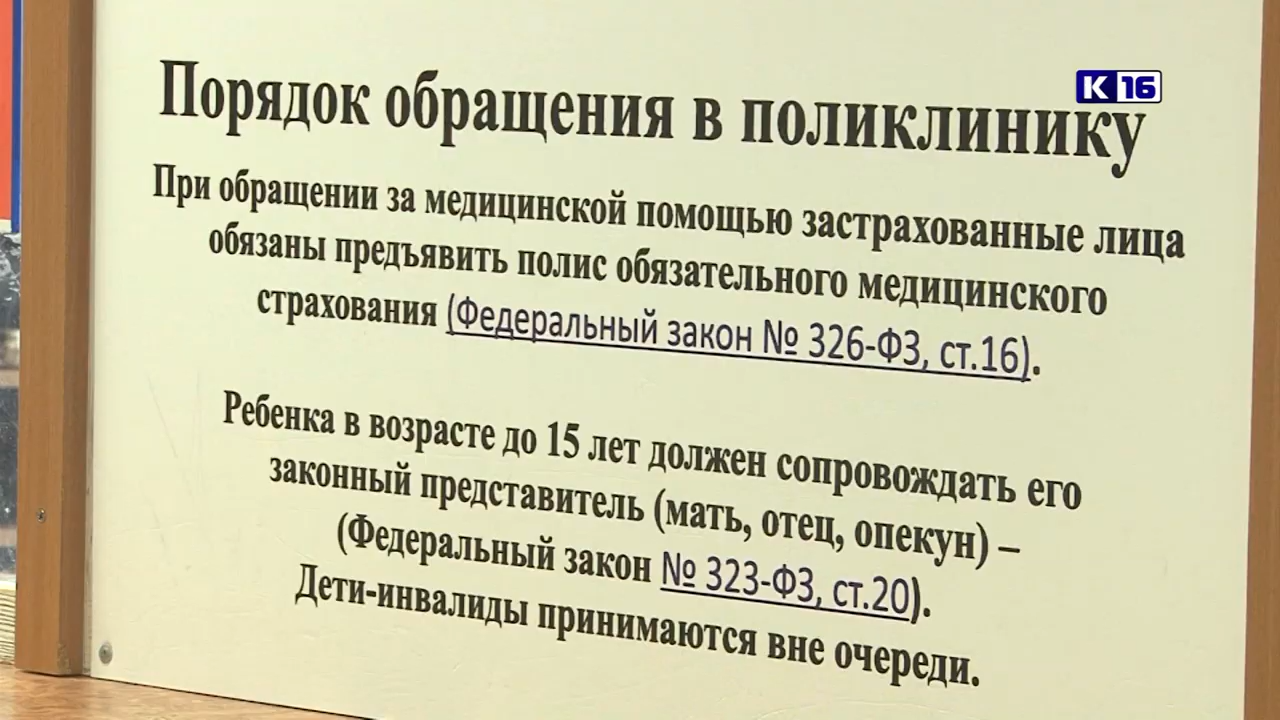 К 16
Порядок обращения в поликлинику
При обращении за медицинской помощью застрахованные лица
обязаны предъявить полис обязательного медицинского
страхования (Федеральный закон № 326-ФЗ, ст.16).
Ребенка в возрасте до 15 лет должен сопровождать его
законный представитель (мать, отец, опекун) –
(Федеральный закон № 323-ФЗ, ст.20).
Дети-инвалиды принимаются вне очереди.